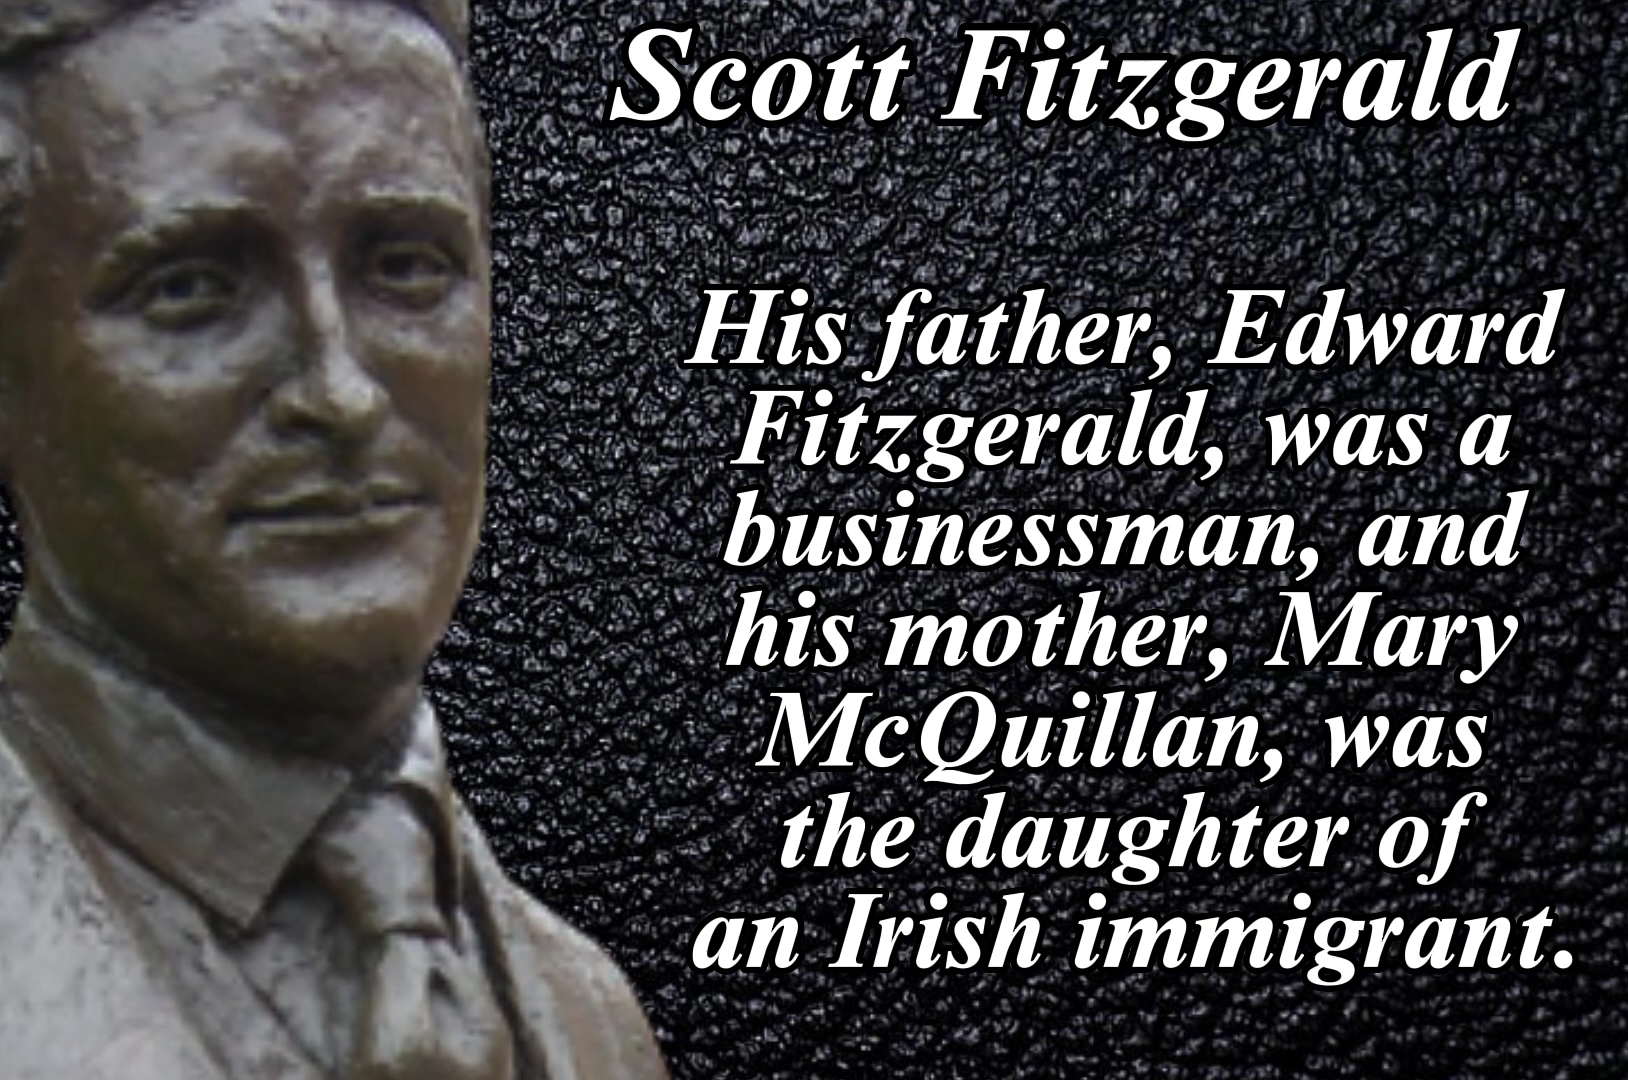 Scott Fitzgerald
His father, Edward
Fitzgerald, was a
businessman, and
his mother, Mary
McQuillan, was
the daughter of
an Irish immigrant.